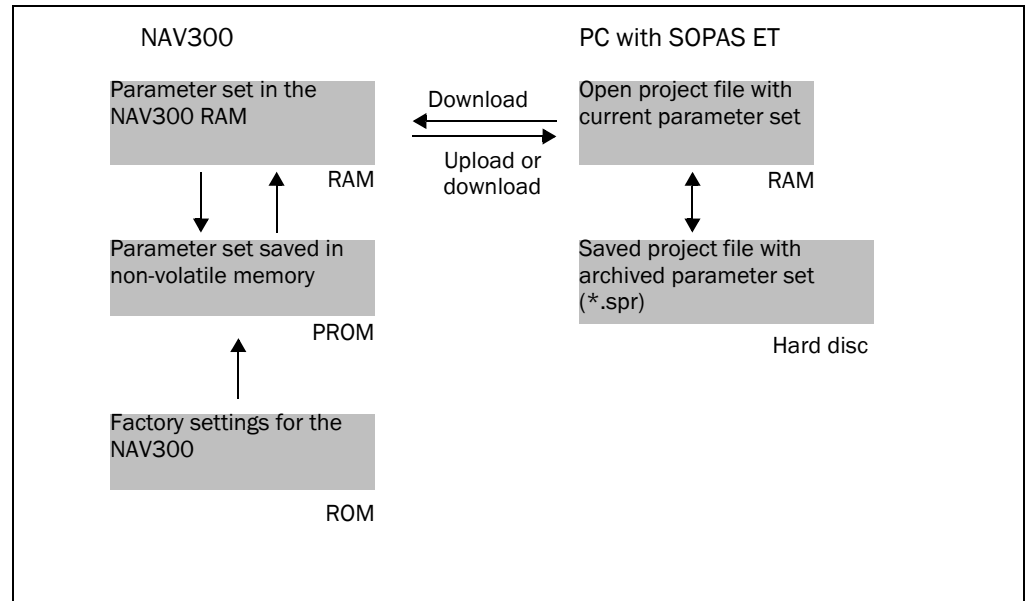 NAV300
PC with SOPAS ET
Parameter set in the
NAV300 RAM
RAM
Download
Upload or
download
Open project file with
current parameter set
RAM
Parameter set saved in
non-volatile memory
PROM
Saved project file with
archived parameter set
(*.spr)
Hard disc
Factory settings for the
NAV300
ROM